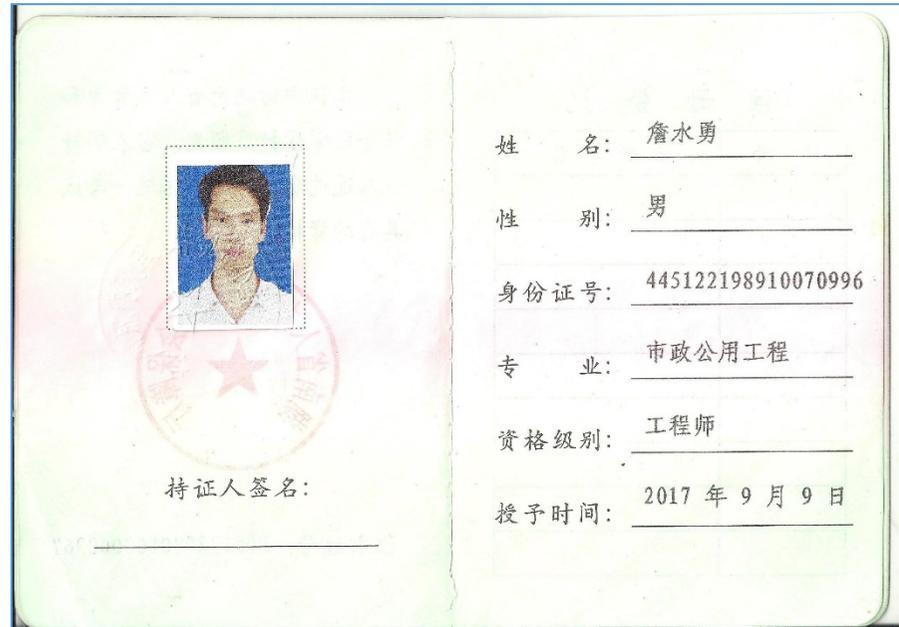 持证人签名：
姓 名： 詹水勇
性 别： 男
身份证号： 445122198910070996
专 业： 市政公用工程
资格级别： 工程师
授予时间： 2017 年 9 月 9 日